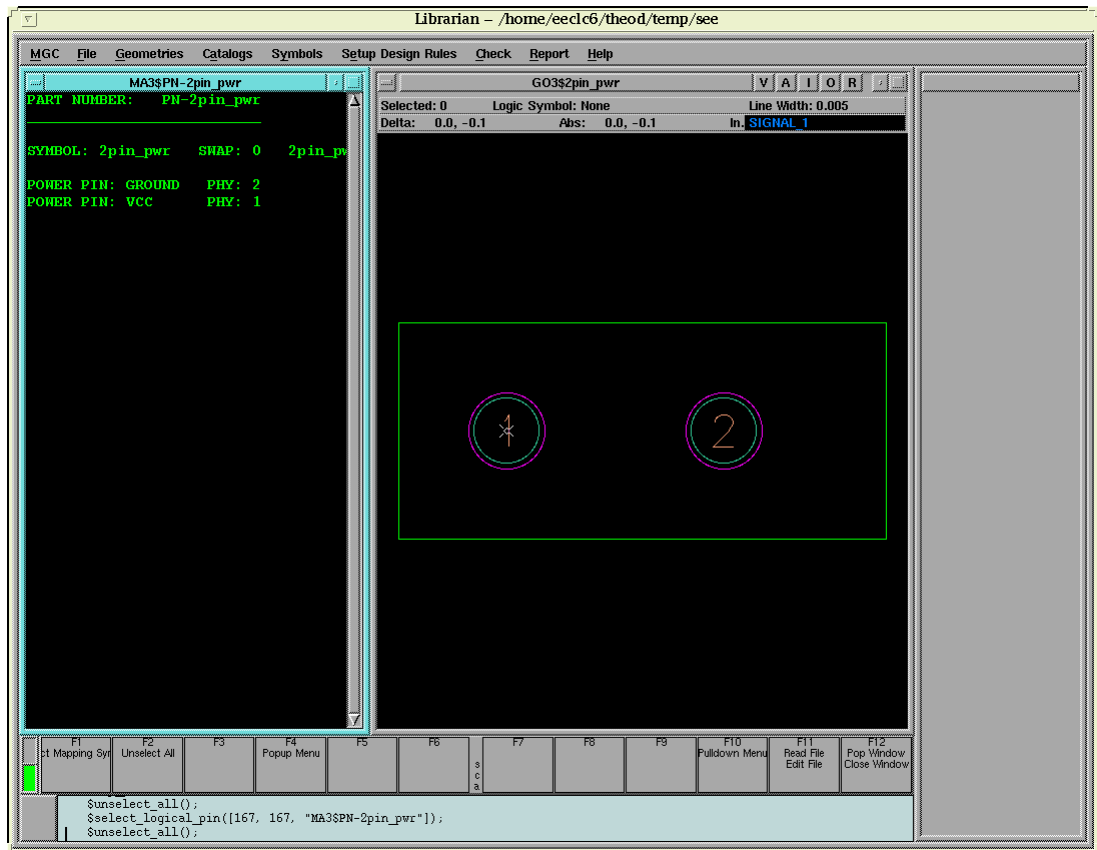 Librarian – /home/eeclc6/theod/temp/see
MGC File Geometries Catalogs Symbols Setup Design Rules Check Report Help
MA3$PN-2pin_pwr
PART NUMBER: PN-2pin_pwr
SYMBOL: 2pin_pwr SWAP: 0 2pin_pw
POWER PIN: GROUND PHY: 2
POWER PIN: VCC PHY: 1
GO3$2pin_pwr V A I O R
Selected: 0 Logic Symbol: None Line Width: 0.005
Delta: 0.0, -0.1 Abs: 0.0, -0.1 In. SIGNAL_1
1 2
F1 F2 F3 F4 F5 F6 F7 F8 F9 F10 F11 F12
ct Mapping Syr Unselect All Popup Menu Pulldown Menu Read File Pop Window
Edit File Close Window
s
c
a
$unselect_all();
$select_logical_pin([167, 167, "MA3$PN-2pin_pwr"]);
$unselect_all();